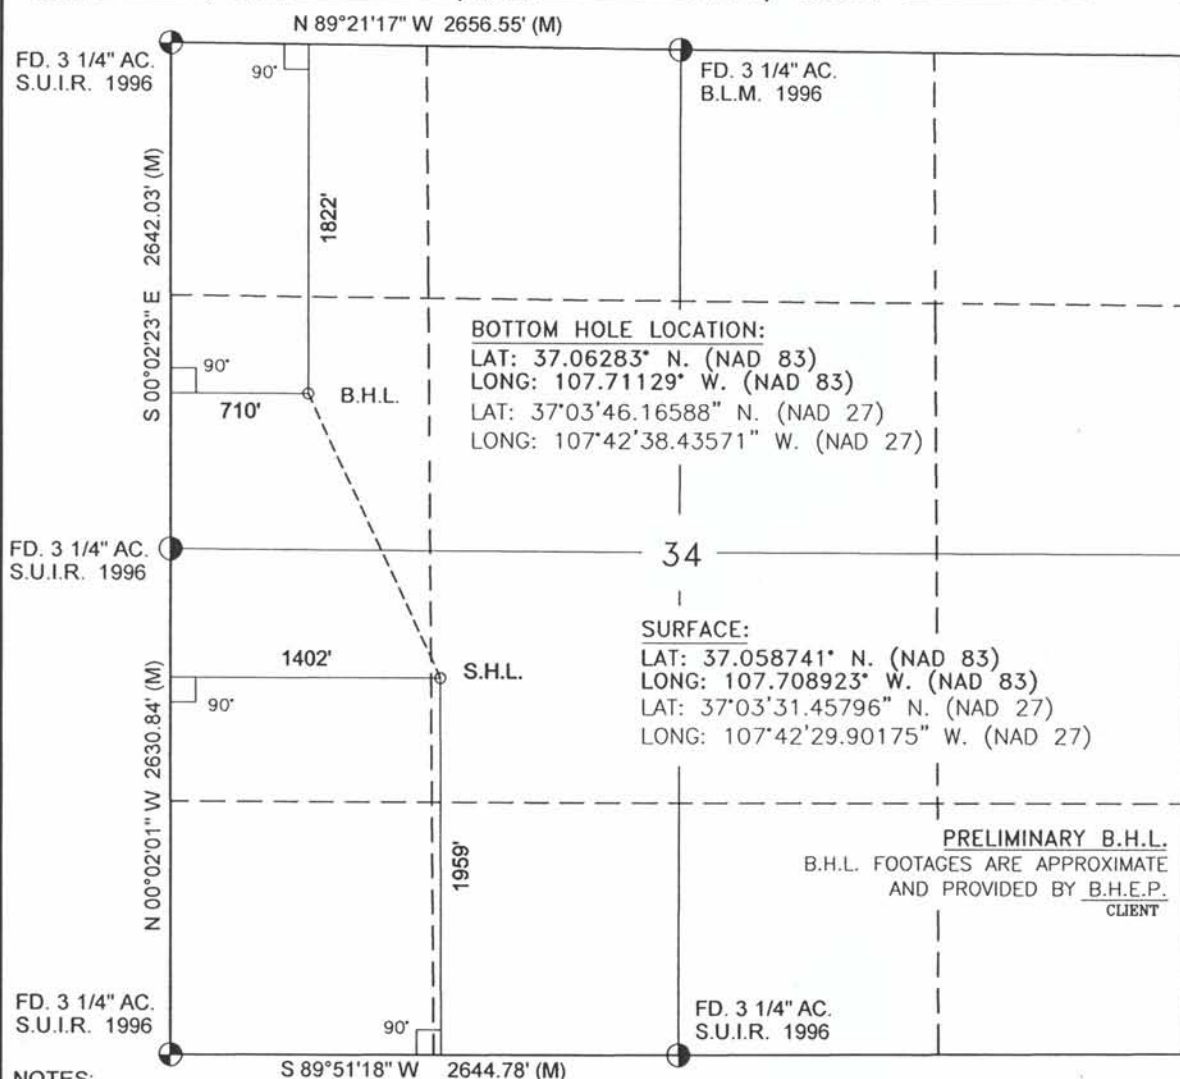 N 89°21'17" W 2656.55' (M)
FD. 3 1/4" AC.
S.U.I.R. 1996
90°
FD. 3 1/4" AC.
B.L.M. 1996
S 00°02'23" E 2642.03' (M)
1822'
BOTTOM HOLE LOCATION:
LAT: 37.06283° N. (NAD 83)
LONG: 107.71129° W. (NAD 83)
LAT: 37°03'46.16588" N. (NAD 27)
LONG: 107°42'38.43571" W. (NAD 27)
90°
710'
B.H.L.
FD. 3 1/4" AC.
S.U.I.R. 1996
34
SURFACE:
LAT: 37.058741° N. (NAD 83)
LONG: 107.708923° W. (NAD 83)
LAT: 37°03'31.45796" N. (NAD 27)
LONG: 107°42'29.90175" W. (NAD 27)
1402'
S.H.L.
90°
N 00°02'01" W 2630.84' (M)
1959'
PRELIMINARY B.H.L.
B.H.L. FOOTAGES ARE APPROXIMATE
AND PROVIDED BY B.H.E.P.
CLIENT
FD. 3 1/4" AC.
S.U.I.R. 1996
90°
FD. 3 1/4" AC.
S.U.I.R. 1996
S 89°51'18" W 2644.78' (M)
NOTES: